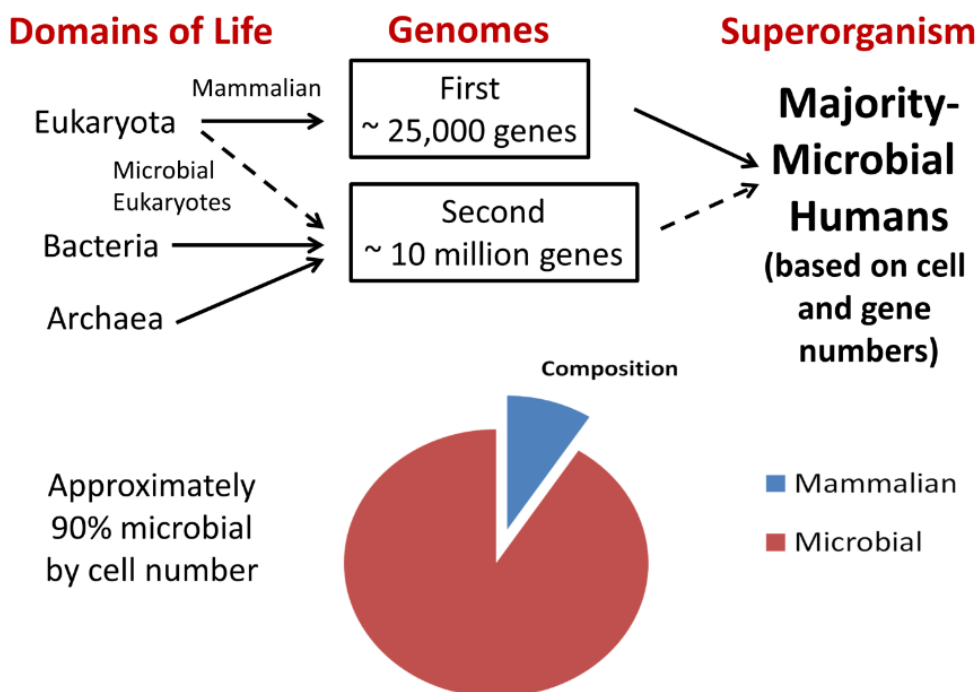 Domains of Life
Genomes
Superorganism
Mammalian
First
~ 25,000 genes
Eukaryota
Microbial
Eukaryotes
Second
~ 10 million genes
Bacteria
Archaea
Majority-
Microbial
Humans
(based on cell
and gene
numbers)
Composition
Approximately
90% microbial
by cell number
Mammalian
Microbial